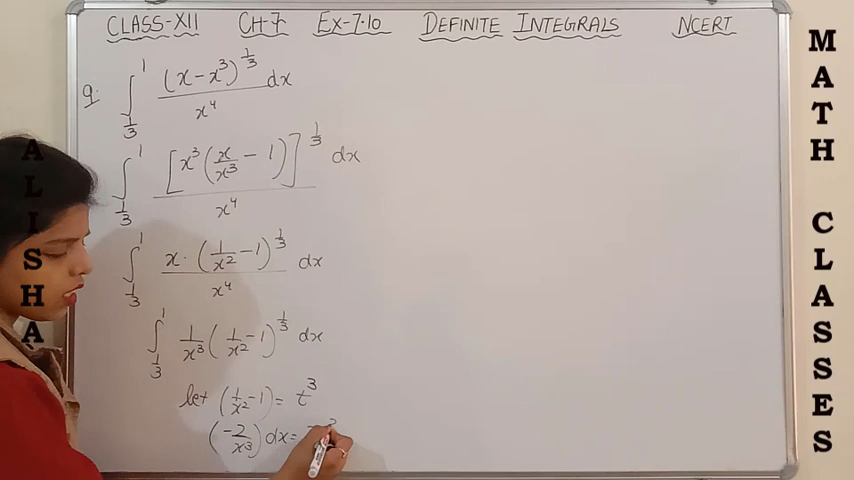 CLASS-XII CH-7 Ex-7.10 DEFINITE INTEGRALS NCERT
9. ∫_{1/3}^{1} (x-x³)^{1/3} dx / x⁴
∫_{1/3}^{1} [x³(x/x³ - 1)]^{1/3} dx / x⁴
∫_{1/3}^{1} x·(1/x² - 1)^{1/3} dx / x⁴
∫_{1/3}^{1} 1/x³ (1/x² - 1)^{1/3} dx
let (1/x² - 1) = t³
(-2/x³) dx =
ALISHA
MATH CLASSES